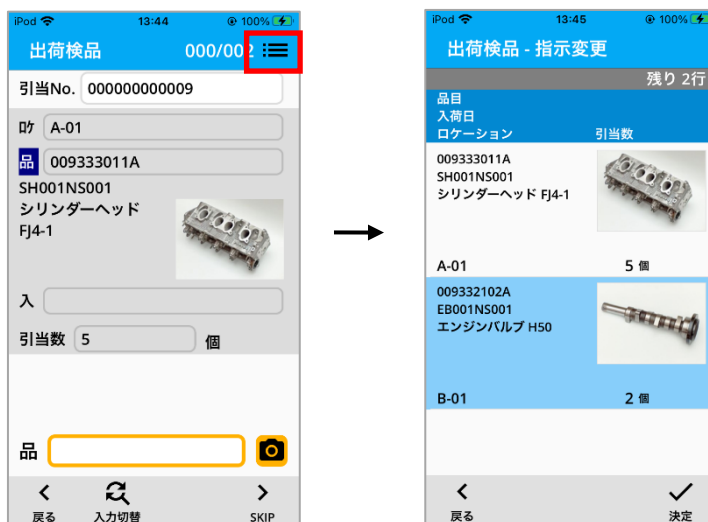 iPod 13:44 100%
出荷検品 000/002
引当No. 000000000009
ロケ A-01
品 009333011A
SH001NS001
シリンダーヘッド
FJ4-1
入
引当数 5 個
品
戻る 入力切替 SKIP
iPod 13:45 100%
出荷検品 - 指示変更
残り 2行
品目
入荷日
ロケーション 引当数
009333011A
SH001NS001
シリンダーヘッド FJ4-1
A-01 5 個
009332102A
EB001NS001
エンジンバルブ H50
B-01 2 個
戻る 決定